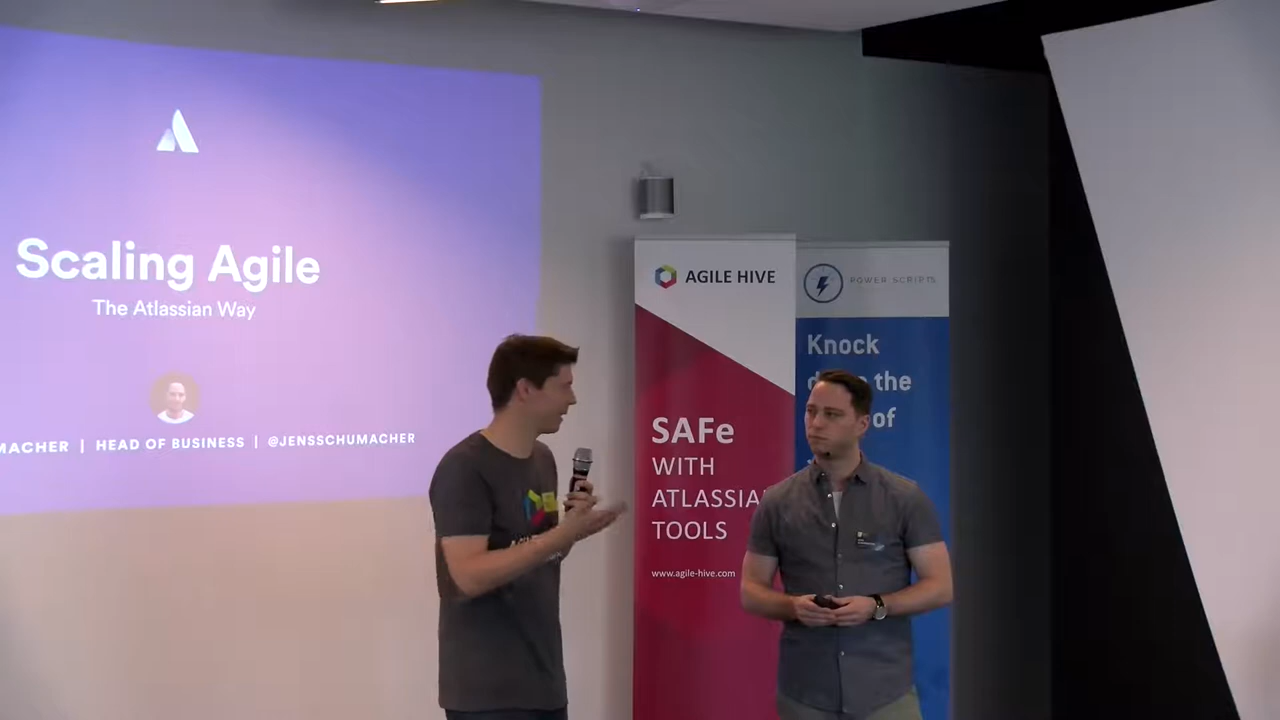 Scaling Agile
The Atlassian Way
MACHER | HEAD OF BUSINESS | @JENSSCHUMACHER
AGILE HIVE
SAFe
WITH
ATLASSIA
TOOLS
www.agile-hive.com
POWER SCRIPTS
Knock
the
of